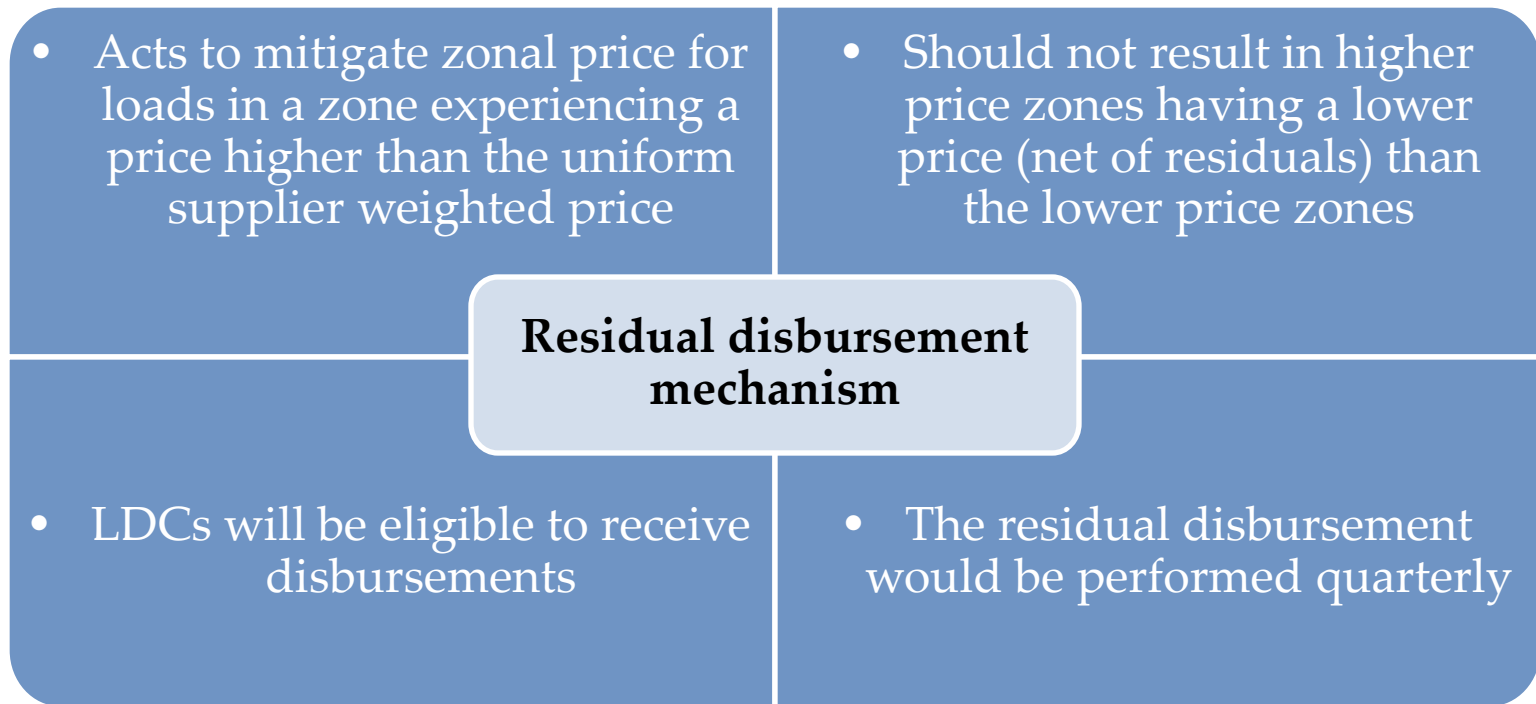 • Acts to mitigate zonal price for
loads in a zone experiencing a
price higher than the uniform
supplier weighted price
• Should not result in higher
price zones having a lower
price (net of residuals) than
the lower price zones
Residual disbursement
mechanism
• LDCs will be eligible to receive
disbursements
• The residual disbursement
would be performed quarterly